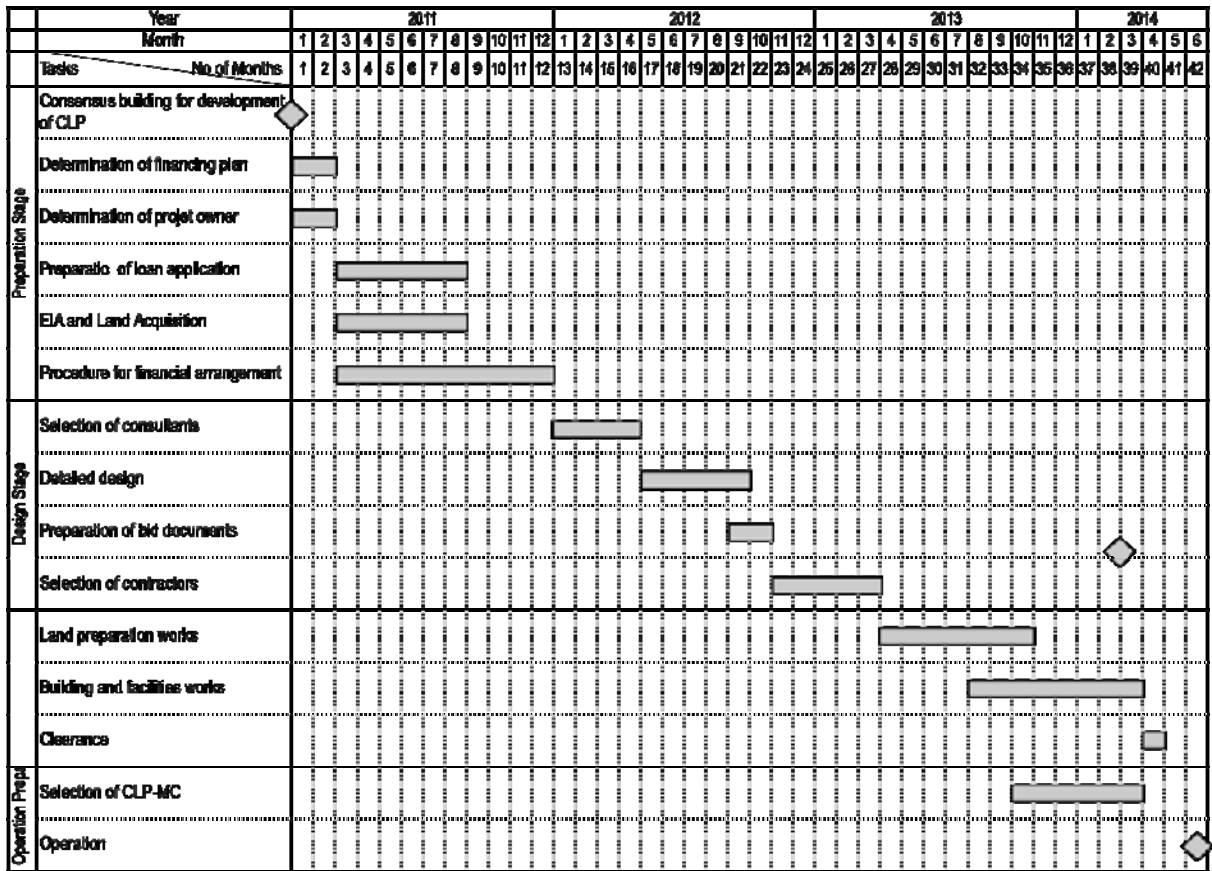 Year 2011 2012 2013 2014
Month 1 2 3 4 5 6 7 8 9 10 11 12 1 2 3 4 5 6 7 8 9 10 11 12 1 2 3 4 5 6 7 8 9 10 11 12 1 2 3 4 5 6
Tasks No of Months 1 2 3 4 5 6 7 8 9 10 11 12 13 14 15 16 17 18 19 20 21 22 23 24 25 26 27 28 29 30 31 32 33 34 35 36 37 38 39 40 41 42
Preparation Stage
Consensus building for development
of CLP
Determination of financing plan
Determination of projet owner
Preparatio of loan application
EIA and Land Acquisition
Procedure for financial arrangement
Design Stage
Selection of consultants
Detailed design
Preparation of bid documents
Selection of contractors
Land preparation works
Building and facilities works
Clearance
Operation Prepa
Selection of CLP-MC
Operation